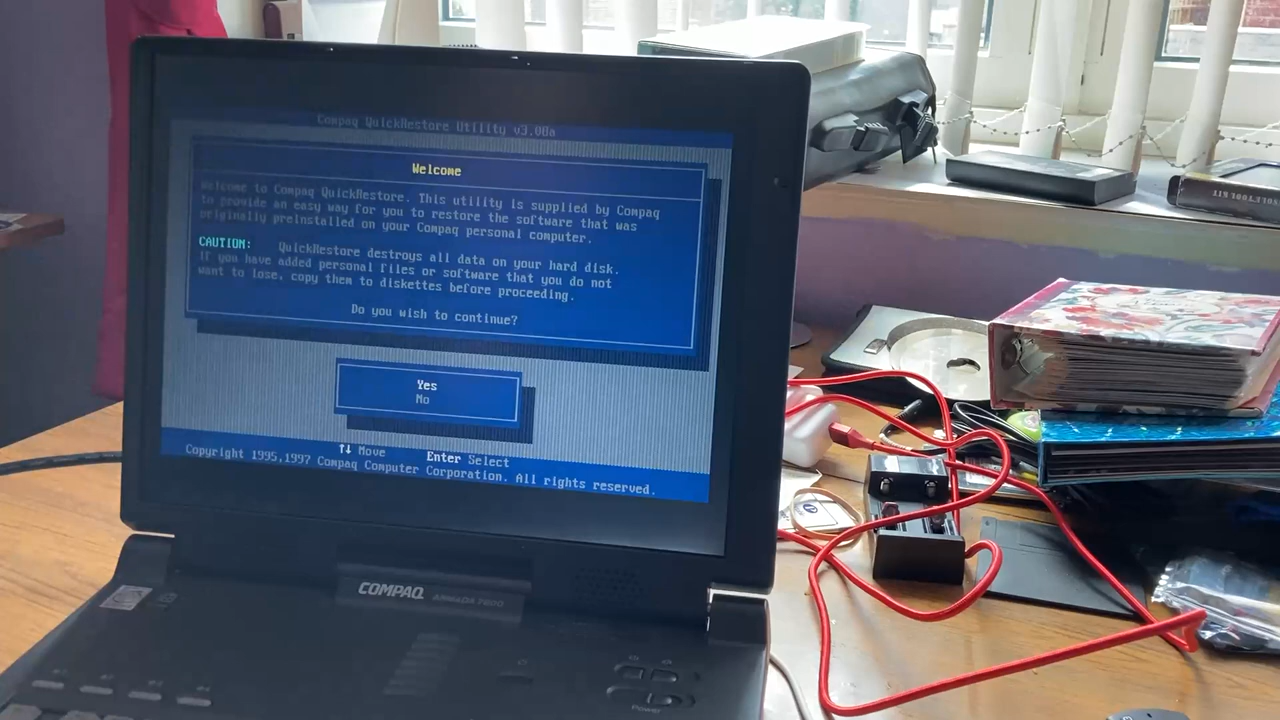 Compaq QuickRestore Utility v3.00a
Welcome
Welcome to Compaq QuickRestore. This utility is supplied by Compaq
to provide an easy way for you to restore the software that was
originally preinstalled on your Compaq personal computer.
CAUTION: QuickRestore destroys all data on your hard disk.
If you have added personal files or software that you do not
want to lose, copy them to diskettes before proceeding.
Do you wish to continue?
Yes
No
↑↓ Move Enter Select
Copyright 1995,1997 Compaq Computer Corporation. All rights reserved.
COMPAQ
ARMADA 7800
Power